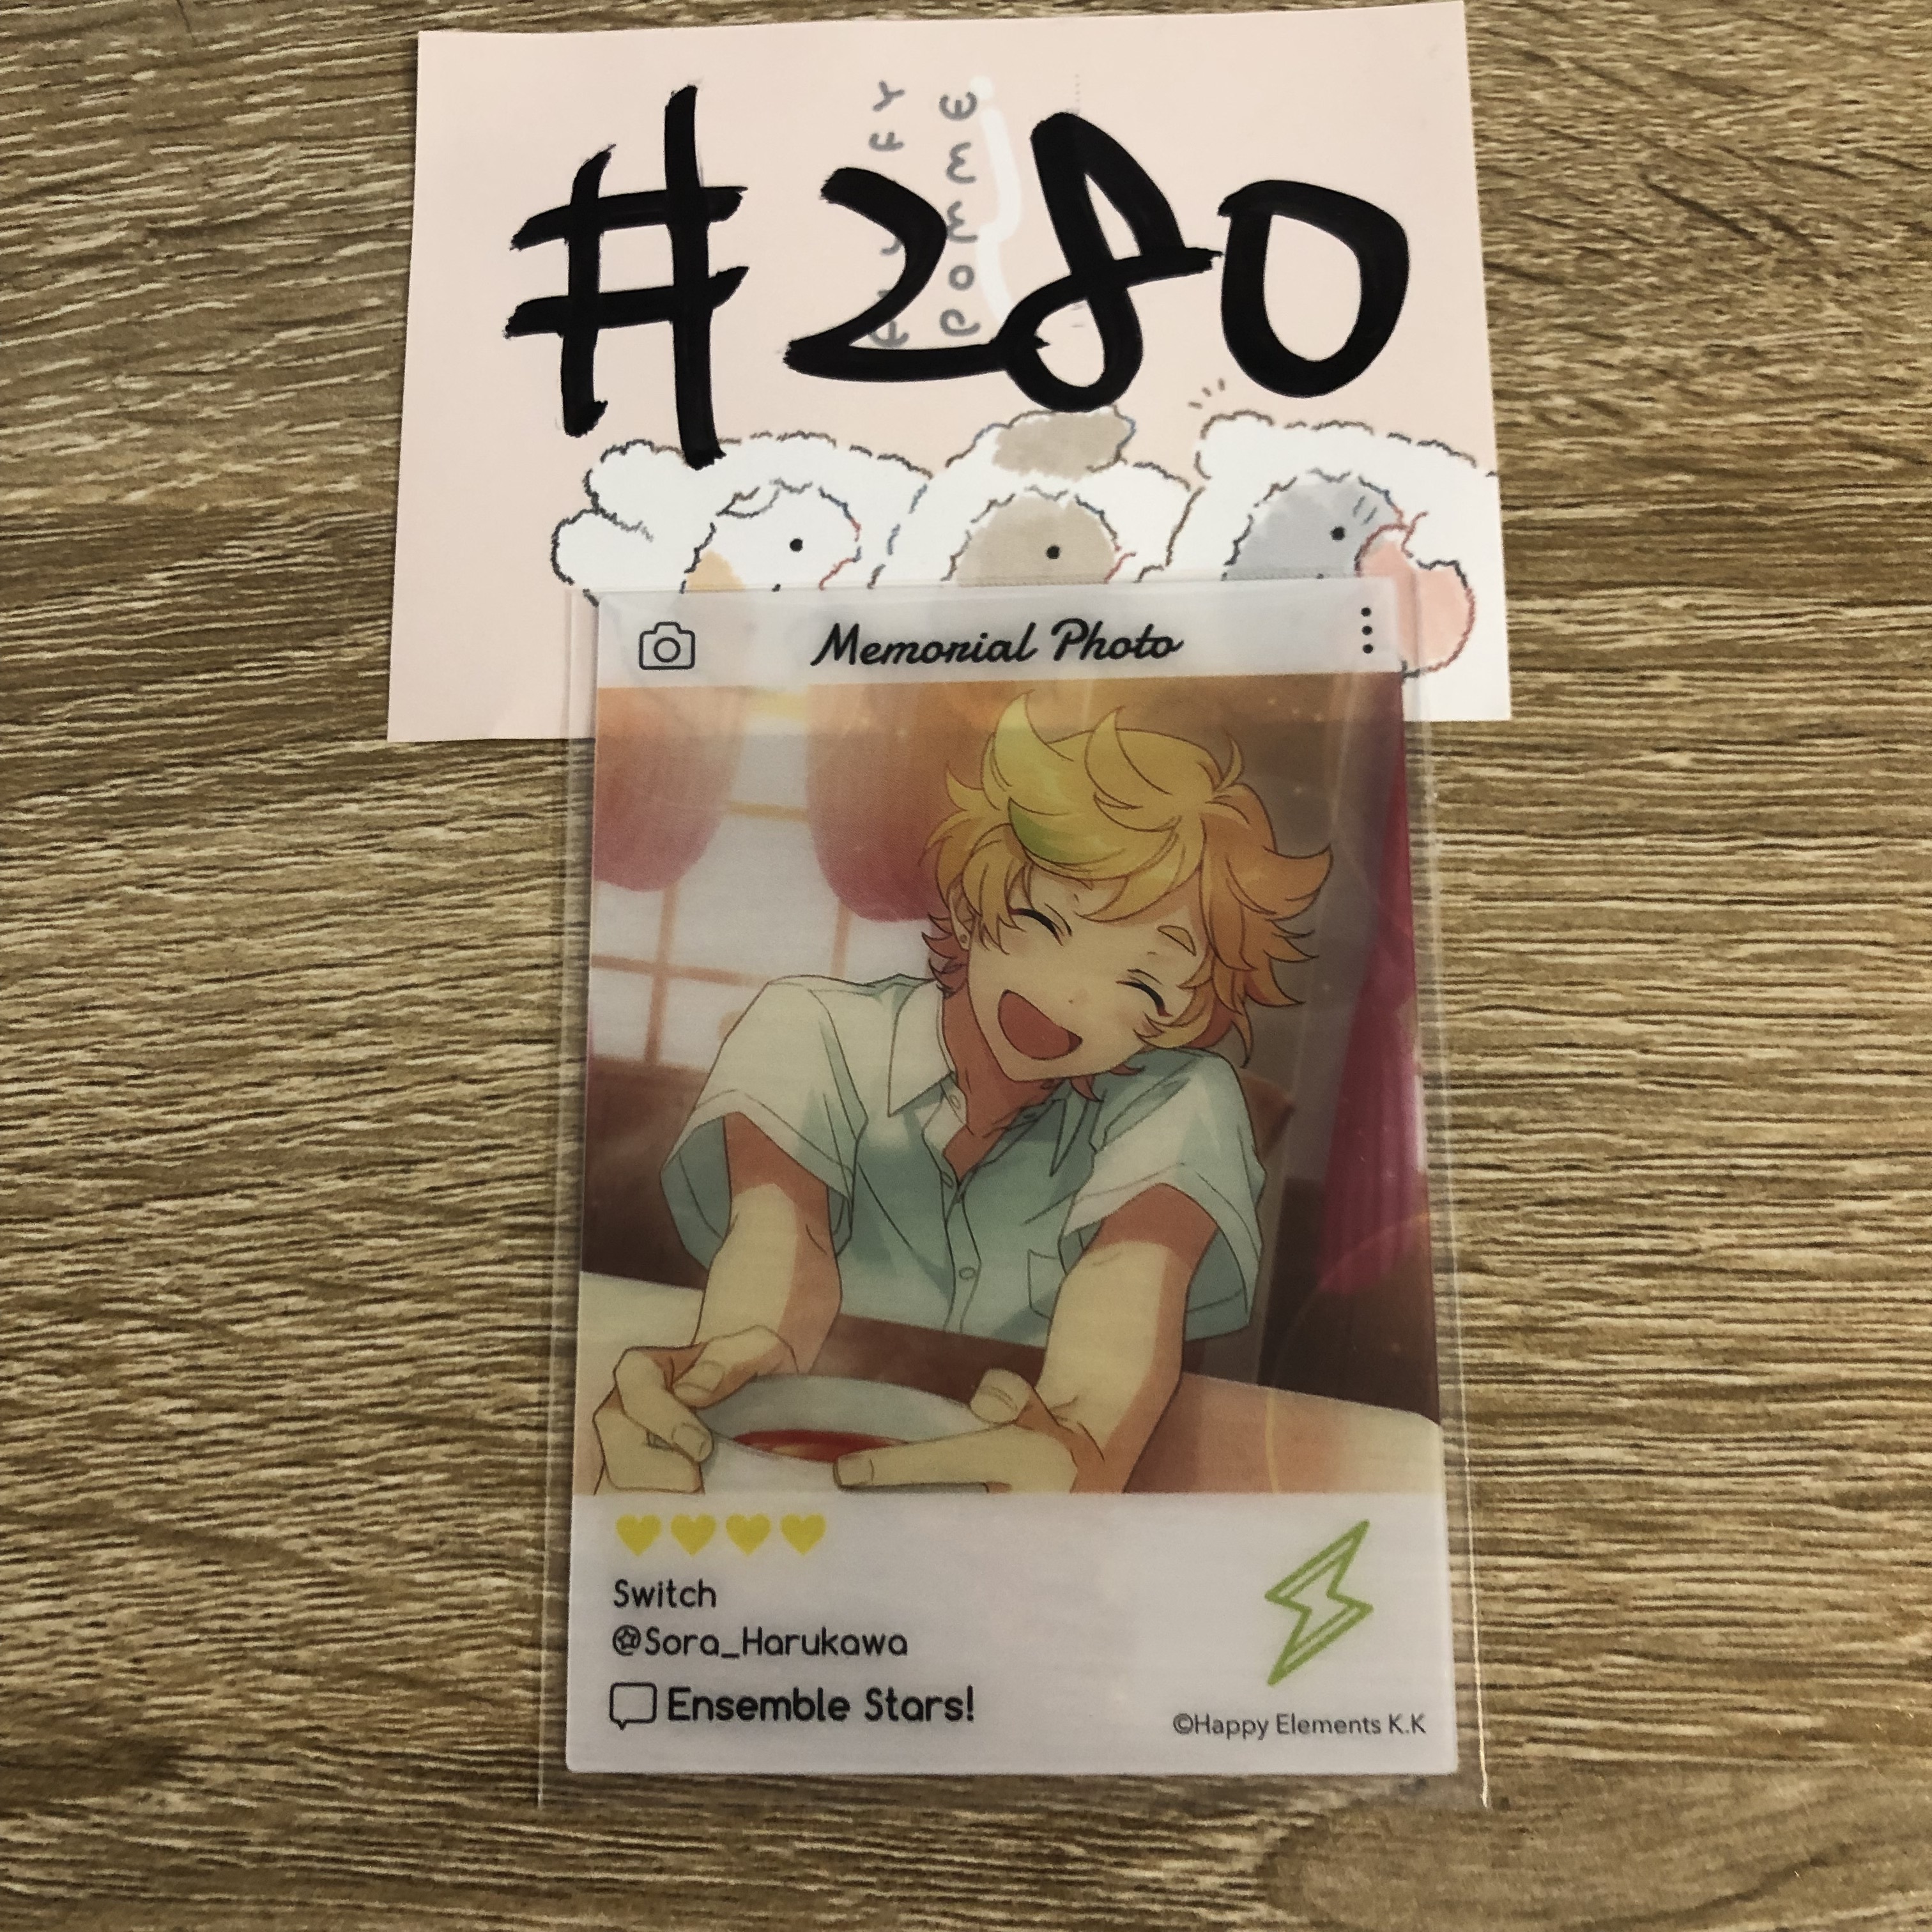 #280
Memorial Photo
Switch
@Sora_Harukawa
Ensemble Stars!
©Happy Elements K.K